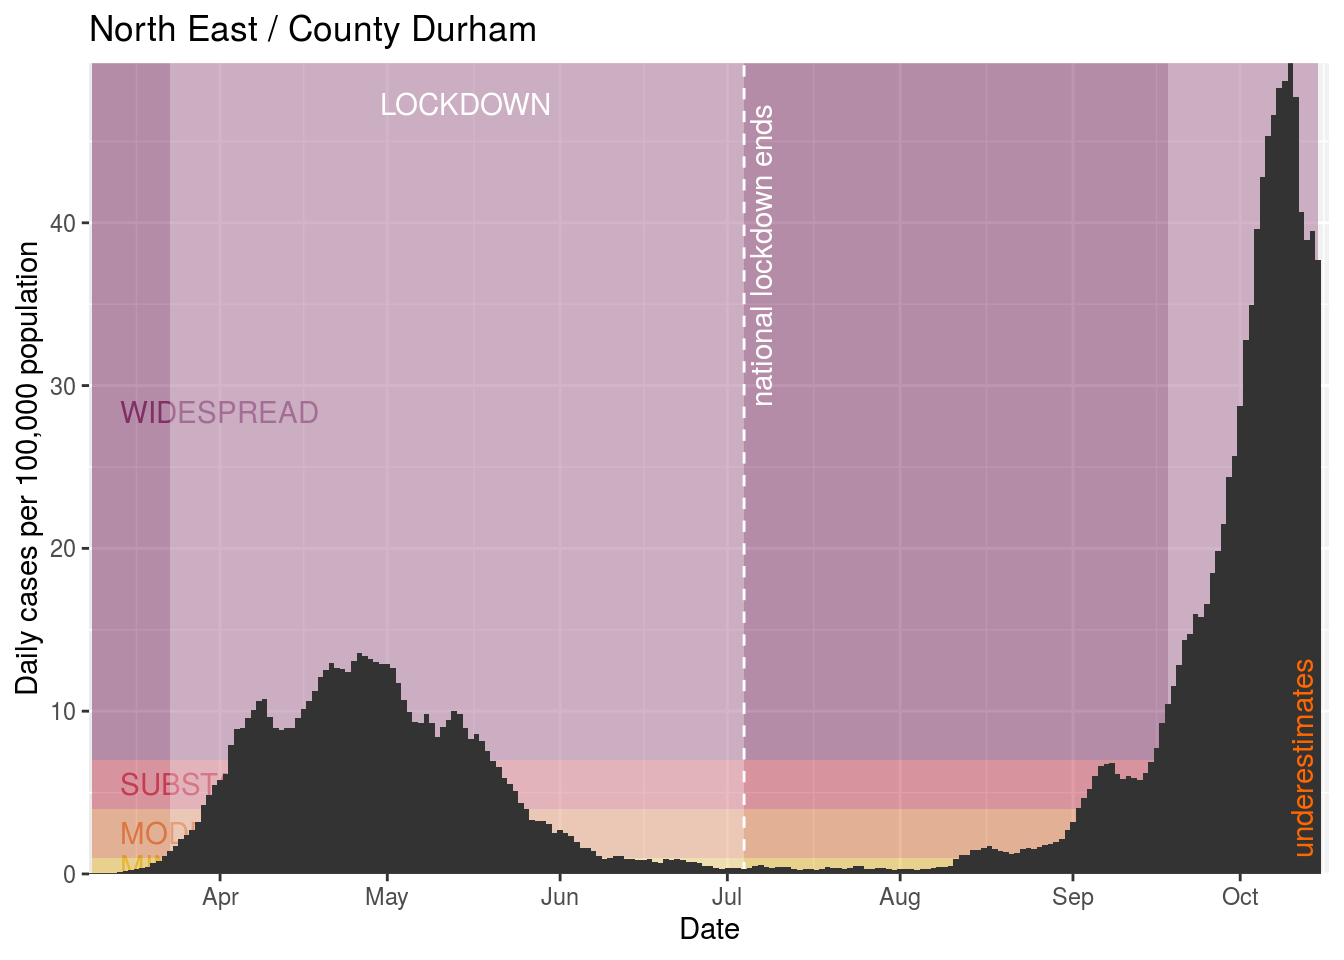 North East / County Durham
LOCKDOWN
national lockdown ends
40
30
20
10
0
Daily cases per 100,000 population
WIDESPREAD
SUBST
MOD
underestimates
Apr
May
Jun
Jul
Aug
Sep
Oct
Date